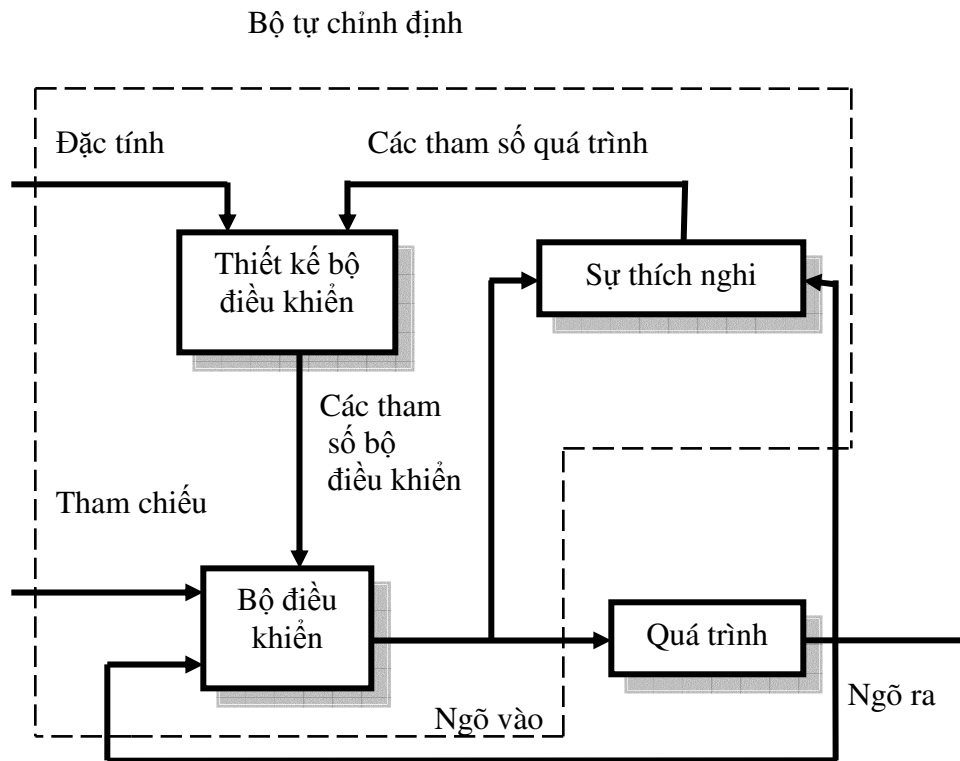 Bộ tự chỉnh định
Đặc tính
Các tham số quá trình
Thiết kế bộ
điều khiển
Sự thích nghi
Các tham
số bộ
điều khiển
Tham chiếu
Bộ điều
khiển
Quá trình
Ngõ vào
Ngõ ra